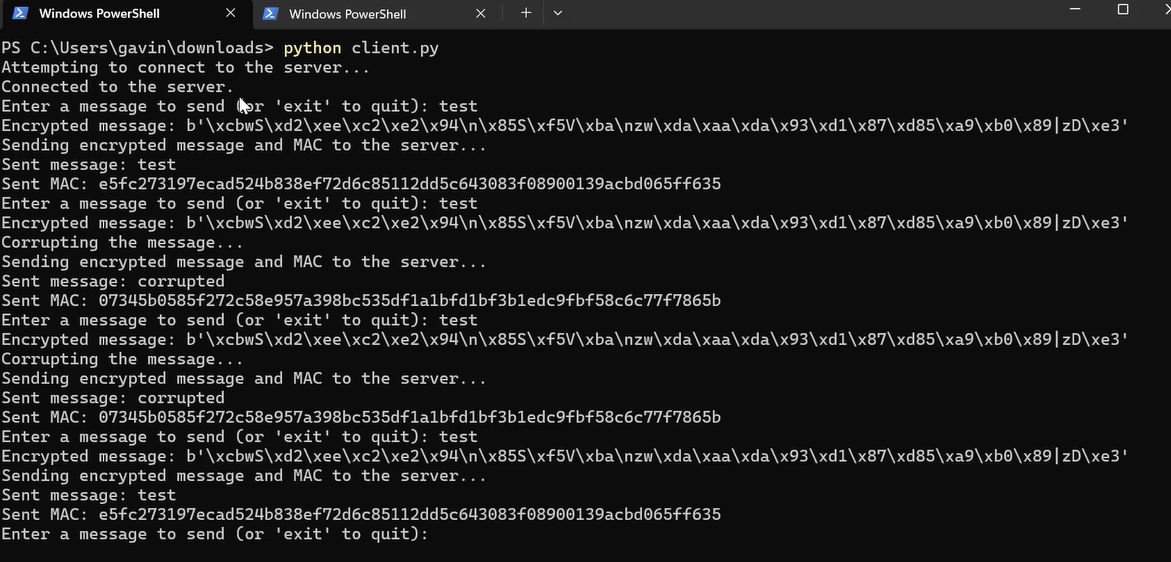 Windows PowerShell
Windows PowerShell
PS C:\Users\gavin\downloads> python client.py
Attempting to connect to the server...
Connected to the server.
Enter a message to send (or 'exit' to quit): test
Encrypted message: b'\xcbwS\xd2\xee\xc2\xe2\x94\n\x85S\xf5V\xba\nzw\xda\xaa\xda\x93\xd1\x87\xd85\xa9\xb0\x89|zD\xe3'
Sending encrypted message and MAC to the server...
Sent message: test
Sent MAC: e5fc273197ecad524b838ef72d6c85112dd5c643083f08900139acbd065ff635
Enter a message to send (or 'exit' to quit): test
Encrypted message: b'\xcbwS\xd2\xee\xc2\xe2\x94\n\x85S\xf5V\xba\nzw\xda\xaa\xda\x93\xd1\x87\xd85\xa9\xb0\x89|zD\xe3'
Corrupting the message...
Sending encrypted message and MAC to the server...
Sent message: corrupted
Sent MAC: 07345b0585f272c58e957a398bc535df1a1bfd1bf3b1edc9fbf58c6c77f7865b
Enter a message to send (or 'exit' to quit): test
Encrypted message: b'\xcbwS\xd2\xee\xc2\xe2\x94\n\x85S\xf5V\xba\nzw\xda\xaa\xda\x93\xd1\x87\xd85\xa9\xb0\x89|zD\xe3'
Corrupting the message...
Sending encrypted message and MAC to the server...
Sent message: corrupted
Sent MAC: 07345b0585f272c58e957a398bc535df1a1bfd1bf3b1edc9fbf58c6c77f7865b
Enter a message to send (or 'exit' to quit): test
Encrypted message: b'\xcbwS\xd2\xee\xc2\xe2\x94\n\x85S\xf5V\xba\nzw\xda\xaa\xda\x93\xd1\x87\xd85\xa9\xb0\x89|zD\xe3'
Sending encrypted message and MAC to the server...
Sent message: test
Sent MAC: e5fc273197ecad524b838ef72d6c85112dd5c643083f08900139acbd065ff635
Enter a message to send (or 'exit' to quit):